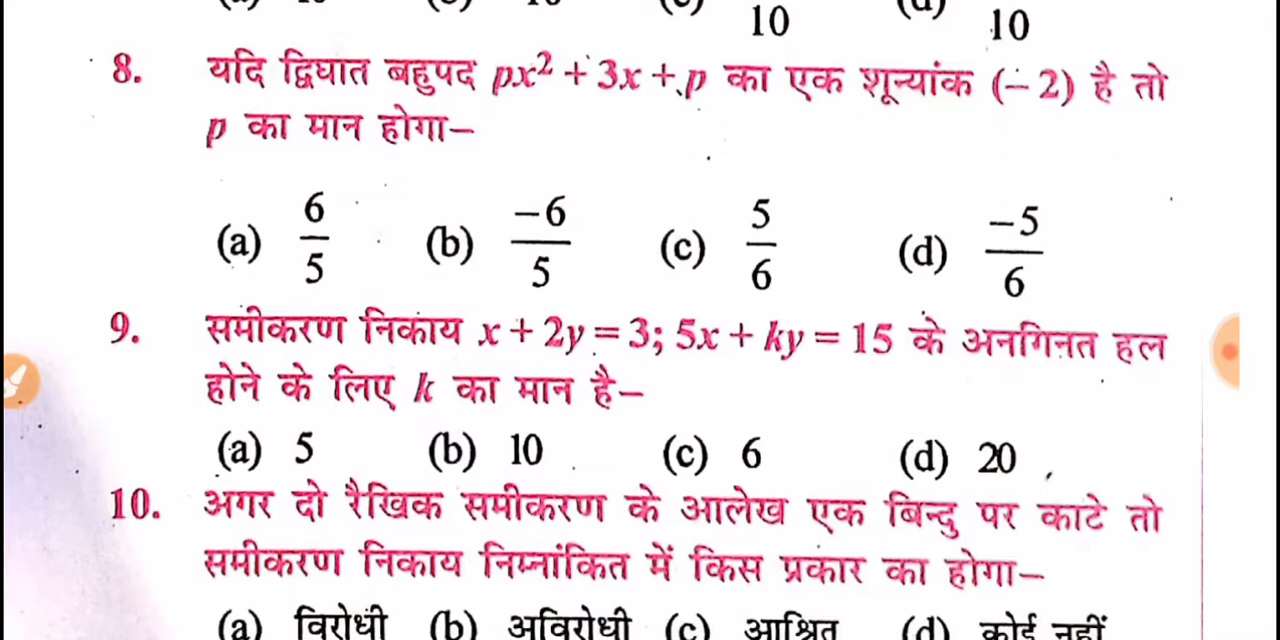 10 10
8. यदि द्विघात बहुपद px² + 3x + p का एक शून्यांक (− 2) है तो
p का मान होगा−
(a) 6/5 (b) −6/5 (c) 5/6 (d) −5/6
9. समीकरण निकाय x + 2y = 3; 5x + ky = 15 के अनगिनत हल
होने के लिए k का मान है−
(a) 5 (b) 10 (c) 6 (d) 20
10. अगर दो रैखिक समीकरण के आलेख एक बिन्दु पर काटे तो
समीकरण निकाय निम्नांकित में किस प्रकार का होगा−
(a) विरोधी (b) अविरोधी (c) आश्रित (d) कोई नहीं